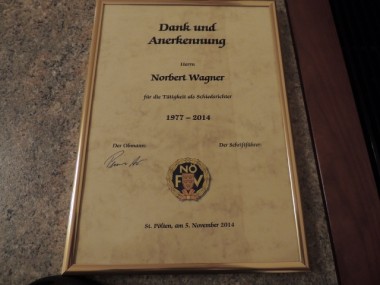 Dank und
Anerkennung
Herrn
Norbert Wagner
für die Tätigkeit als Schiedsrichter
1977 – 2014
Der Obmann: Der Schriftführer:
NÖ
F V
St. Pölten, am 5. November 2014